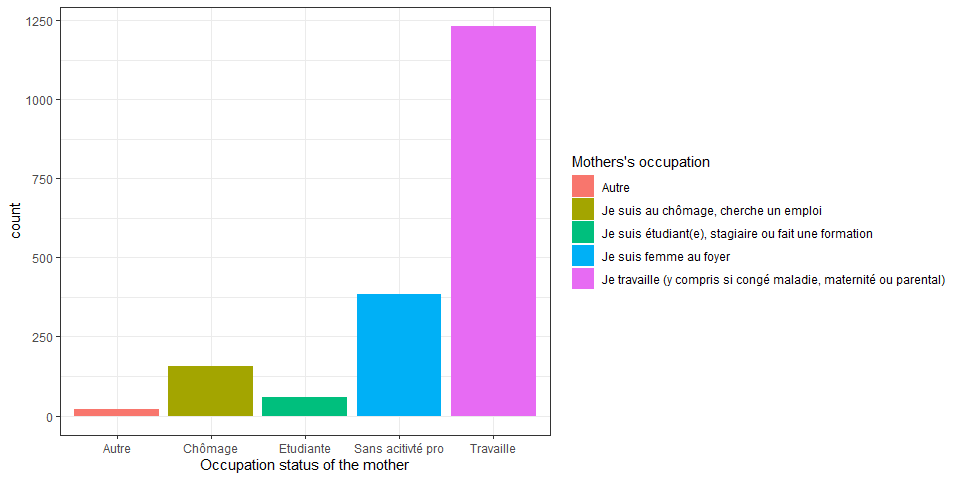 1250
1000
750
500
250
0
count
Autre
Chômage
Etudiante
Sans acitivté pro
Travaille
Occupation status of the mother
Mothers's occupation
Autre
Je suis au chômage, cherche un emploi
Je suis étudiant(e), stagiaire ou fait une formation
Je suis femme au foyer
Je travaille (y compris si congé maladie, maternité ou parental)